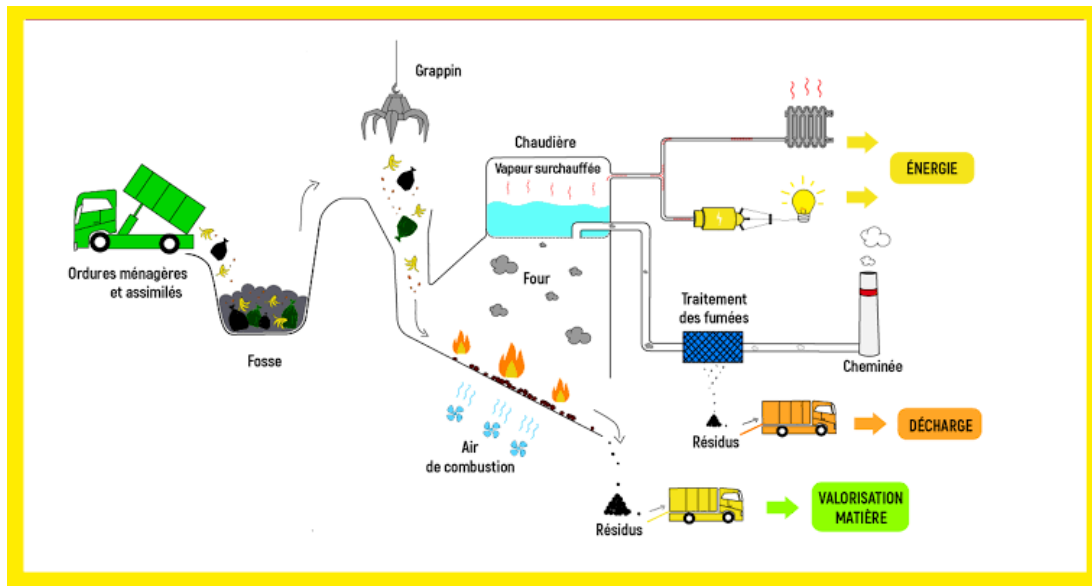 Grappin
Chaudière
Vapeur surchauffée
ÉNERGIE
Ordures ménagères
et assimilés
Four
Traitement
des fumées
Fosse
Cheminée
Air
de combustion
Résidus
DÉCHARGE
Résidus
VALORISATION
MATIÈRE